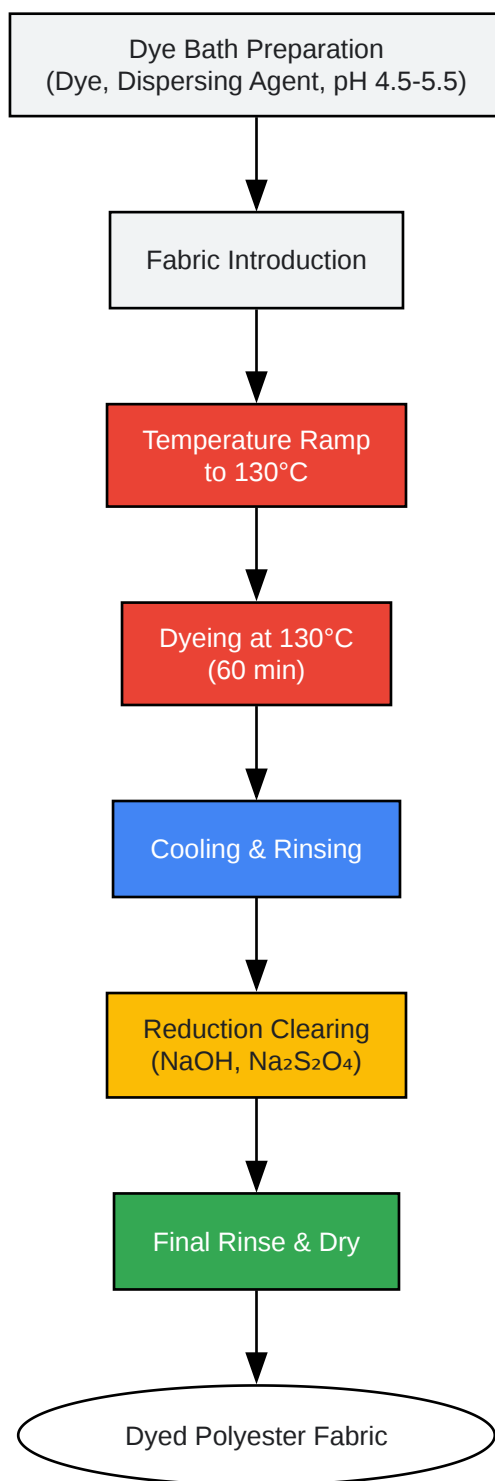 Dye Bath Preparation
(Dye, Dispersing Agent, pH 4.5-5.5)
Fabric Introduction
Temperature Ramp
to 130°C
Dyeing at 130°C
(60 min)
Cooling & Rinsing
Reduction Clearing
(NaOH, Na₂S₂O₄)
Final Rinse & Dry
Dyed Polyester Fabric